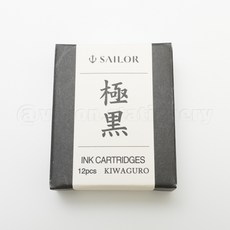 SAILOR
極黒
INK CARTRIDGES
12pcs KIWAGURO